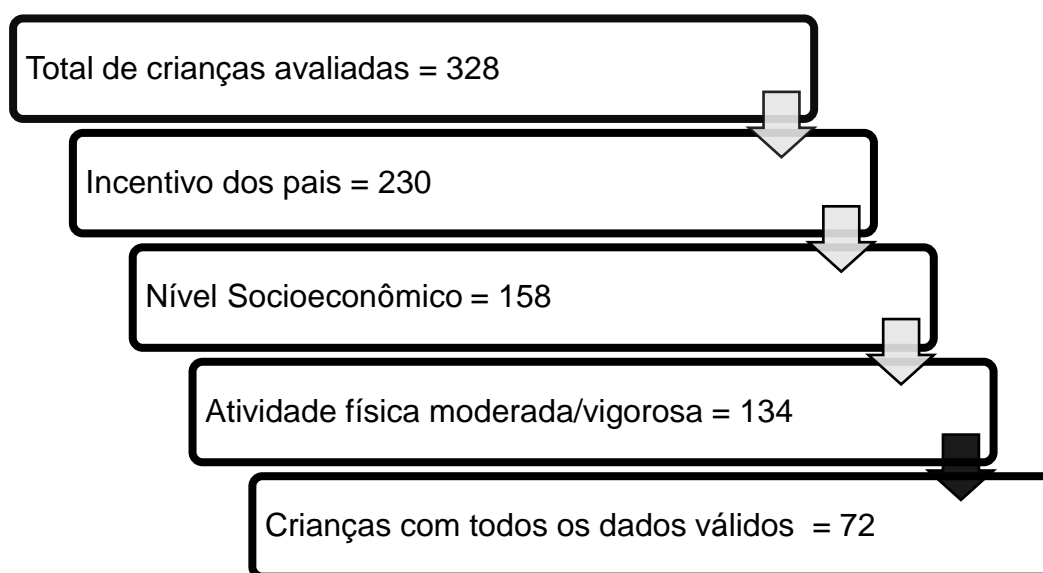 Total de crianças avaliadas = 328
Incentivo dos pais = 230
Nível Socioeconômico = 158
Atividade física moderada/vigorosa = 134
Crianças com todos os dados válidos = 72